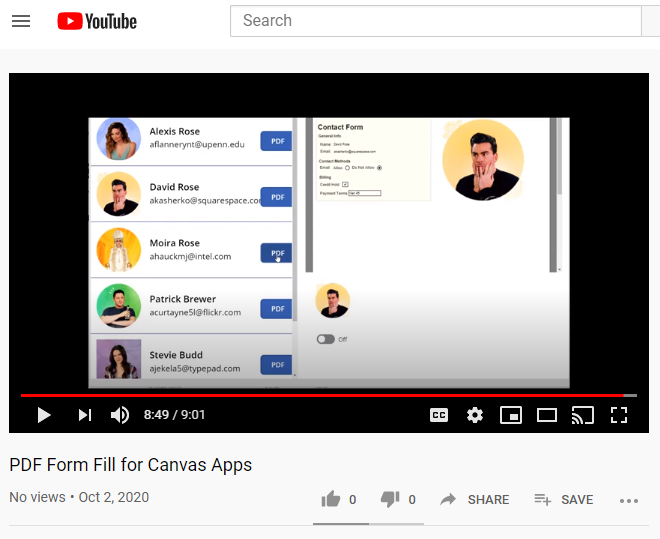 YouTube
Search
Alexis Rose
aflannerynt@upenn.edu
PDF
David Rose
akasherko@squarespace.com
PDF
Moira Rose
ahauckmj@intel.com
PDF
Patrick Brewer
acurtayne5l@flickr.com
PDF
Stevie Budd
ajekela5@typepad.com
PDF
Contact Form
General Info
Name David Rose
Email akasherko@squarespace.com
Contact Methods
Email Allow Do Not Allow
Billing
Credit Hold
Payment Terms Net 45
Off
8:49 / 9:01
CC
PDF Form Fill for Canvas Apps
No views • Oct 2, 2020
0 0 SHARE SAVE